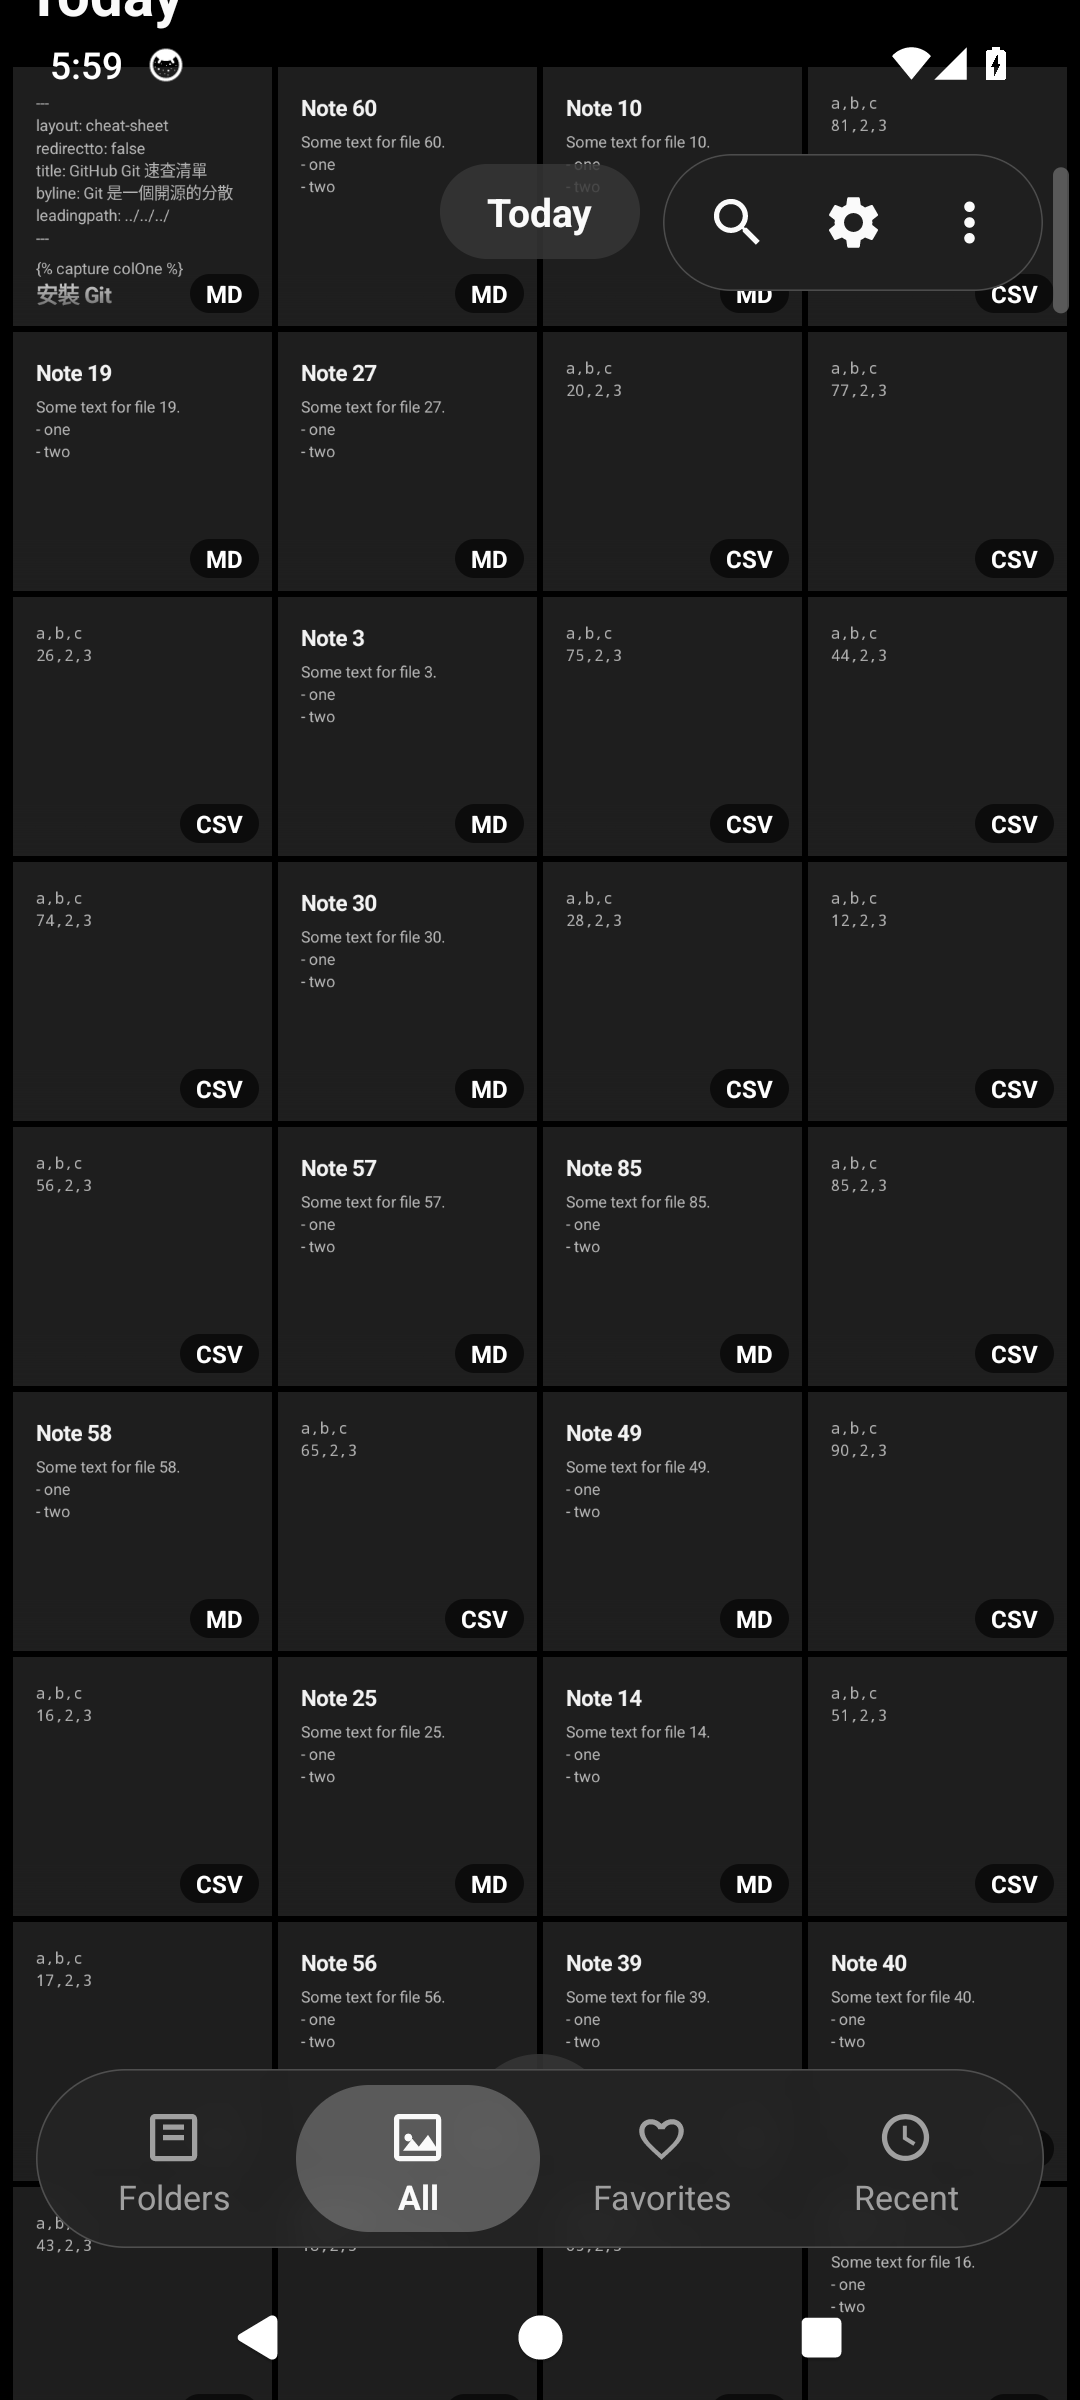 Today
5:59
---
layout: cheat-sheet
redirectto: false
title: GitHub Git 速查清單
byline: Git 是一個開源的分散
leadingpath: ../../../
---
{% capture colOne %}
安裝 Git
MD
Note 60
Some text for file 60.
- one
- two
MD
Note 10
Some text for file 10.
- one
- two
MD
a,b,c
81,2,3
CSV
Today
Note 19
Some text for file 19.
- one
- two
MD
Note 27
Some text for file 27.
- one
- two
MD
a,b,c
20,2,3
CSV
a,b,c
77,2,3
CSV
a,b,c
26,2,3
CSV
Note 3
Some text for file 3.
- one
- two
MD
a,b,c
75,2,3
CSV
a,b,c
44,2,3
CSV
a,b,c
74,2,3
CSV
Note 30
Some text for file 30.
- one
- two
MD
a,b,c
28,2,3
CSV
a,b,c
12,2,3
CSV
a,b,c
56,2,3
CSV
Note 57
Some text for file 57.
- one
- two
MD
Note 85
Some text for file 85.
- one
- two
MD
a,b,c
85,2,3
CSV
Note 58
Some text for file 58.
- one
- two
MD
a,b,c
65,2,3
CSV
Note 49
Some text for file 49.
- one
- two
MD
a,b,c
90,2,3
CSV
a,b,c
16,2,3
CSV
Note 25
Some text for file 25.
- one
- two
MD
Note 14
Some text for file 14.
- one
- two
MD
a,b,c
51,2,3
CSV
a,b,c
17,2,3
Note 56
Some text for file 56.
- one
- two
Note 39
Some text for file 39.
- one
- two
Note 40
Some text for file 40.
- one
- two
Folders
All
Favorites
Recent
43,2,3
Some text for file 16.
- one
- two